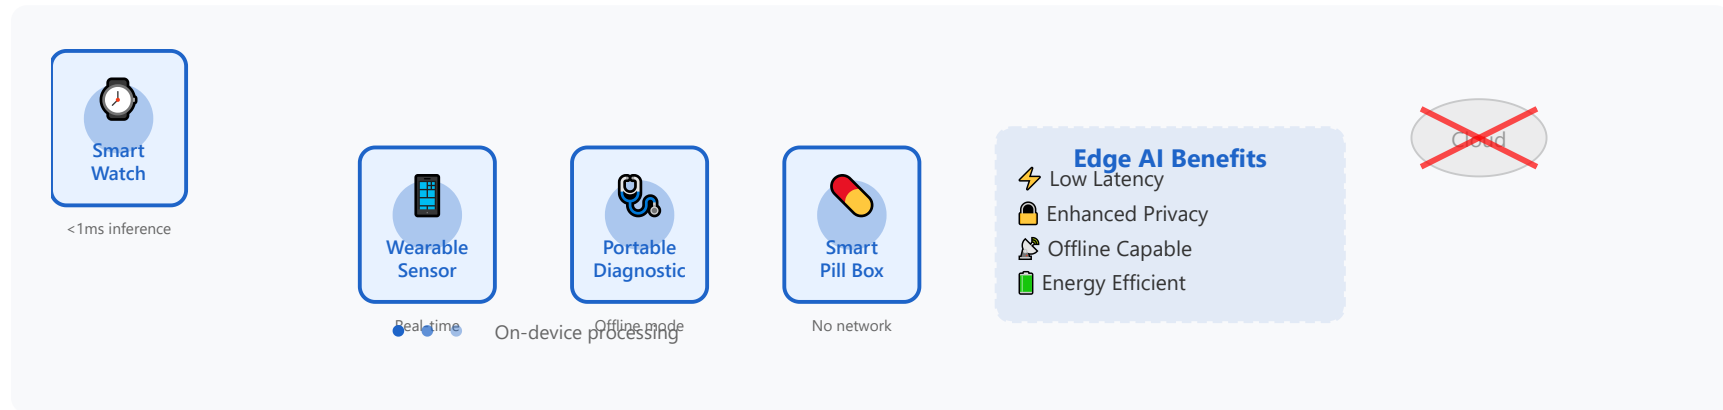 Smart
Watch
<1ms inference
Wearable
Sensor
Real-time
Portable
Diagnostic
Offline mode
Smart
Pill Box
No network
On-device processing
Edge AI Benefits
Low Latency
Enhanced Privacy
Offline Capable
Energy Efficient
Cloud